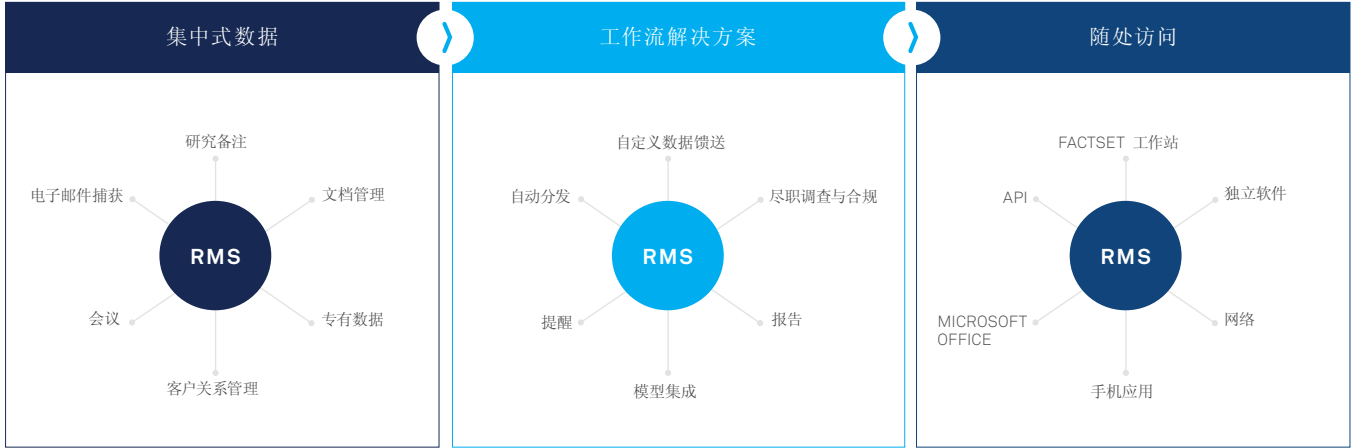 集中式数据
研究备注
电子邮件捕获
文档管理
RMS
会议
专有数据
客户关系管理
工作流解决方案
自定义数据馈送
自动分发
尽职调查与合规
RMS
提醒
报告
模型集成
随处访问
FACTSET 工作站
API
独立软件
RMS
MICROSOFT
OFFICE
网络
手机应用